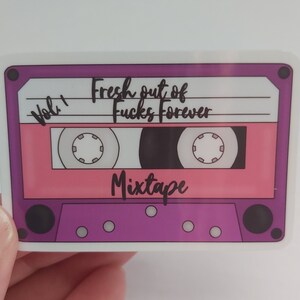 Fresh out of
Vol. 1
Fucks Forever
Mixtape